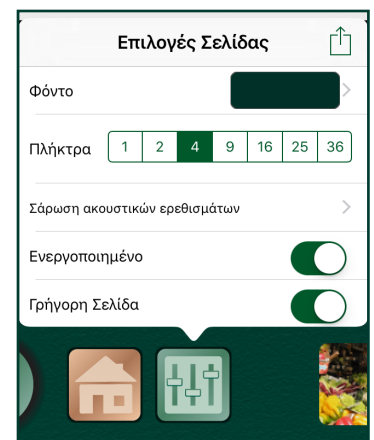 Επιλογές Σελίδας
Φόντο
Πλήκτρα 1 2 4 9 16 25 36
Σάρωση ακουστικών ερεθισμάτων
Ενεργοποιημένο
Γρήγορη Σελίδα